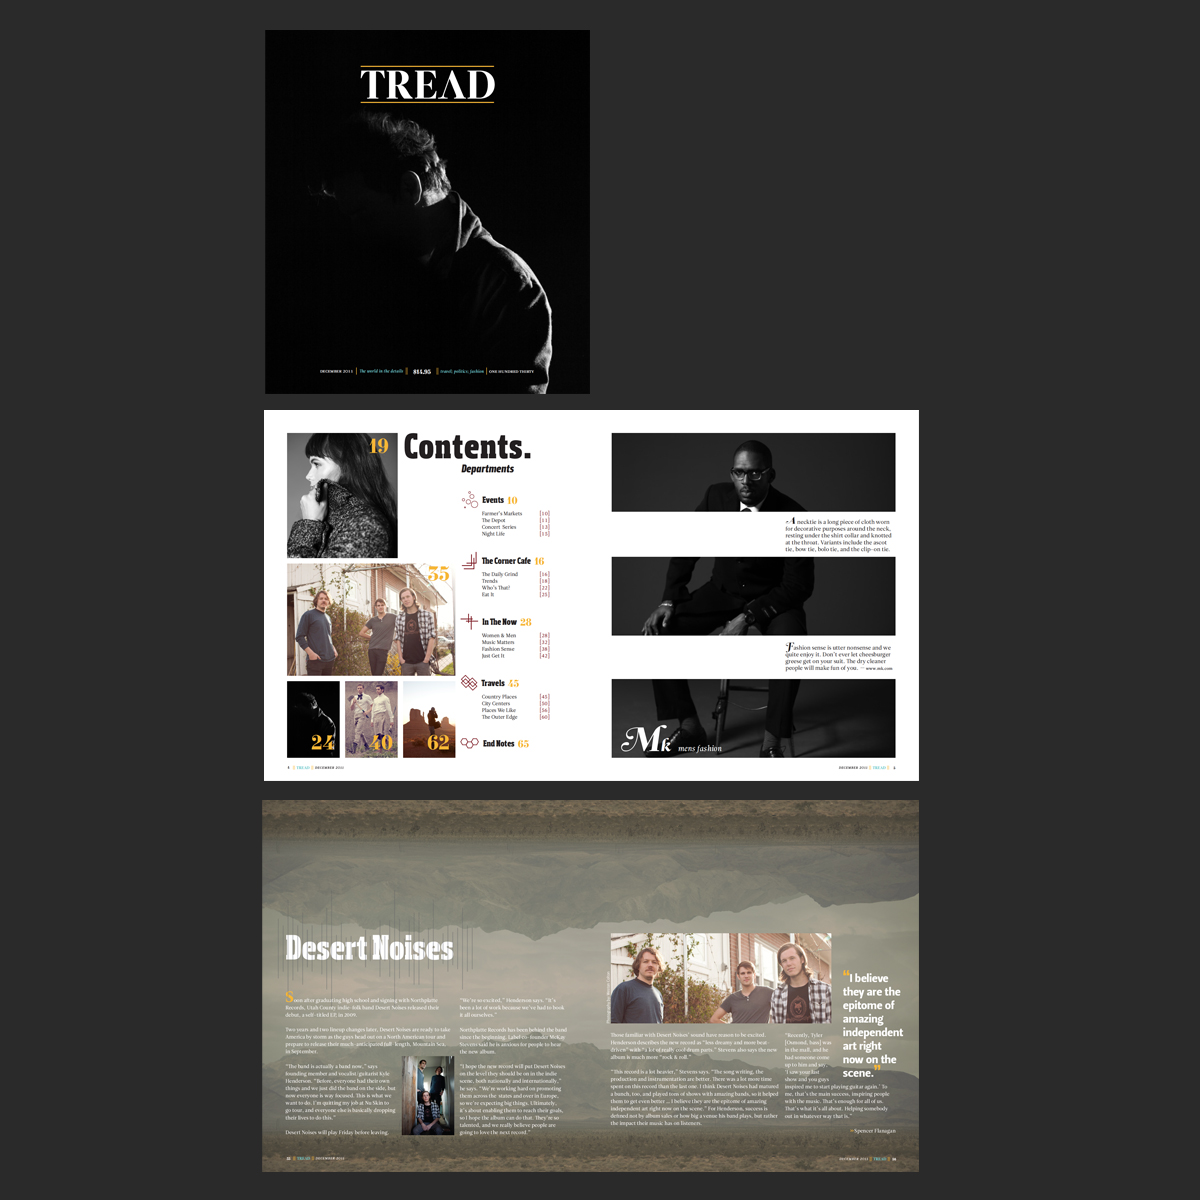 TREAD
DECEMBER 2011 | The world in the details || $14.95 || travel, politics, fashion | ONE HUNDRED THIRTY
19
Contents.
Departments
35
24
40
62
Events 10
Farmer's Markets [10]
The Depot [11]
Concert Series [13]
Night Life [15]
The Corner Cafe 16
The Daily Grind [16]
Trends [18]
Who's That? [22]
Eat It [25]
In The Now 28
Women & Men [28]
Music Matters [32]
Fashion Sense [38]
Just Get It [42]
Travels 45
Country Places [45]
City Centers [50]
Places We Like [56]
The Outer Edge [60]
End Notes 65
|| TREAD || DECEMBER 2011
A necktie is a long piece of cloth worn
for decorative purposes around the neck,
resting under the shirt collar and knotted
at the throat. Variants include the ascot
tie, bow tie, bolo tie, and the clip-on tie.
Fashion sense is utter nonsense and we
quite enjoy it. Don't ever let cheesburger
greese get on your suit. The dry cleaner
people will make fun of you. — www.mk.com
Mk mens fashion
DECEMBER 2011 || TREAD ||
Desert Noises
Soon after graduating high school and signing with Northplatte
Records, Utah County indie-folk band Desert Noises released their
debut, a self-titled EP, in 2009.
Two years and two lineup changes later, Desert Noises are ready to take
America by storm as the guys head out on a North American tour and
prepare to release their much-anticipated full-length, Mountain Sea,
in September.
"The band is actually a band now," says
founding member and vocalist/guitarist Kyle
Henderson. "Before, everyone had their own
things and we just did the band on the side, but
now everyone is way focused. This is what we
want to do. I'm quitting my job at No Skin to
go tour, and everyone else is basically dropping
their lives to do this."
Desert Noises will play Friday before leaving.
"We're so excited," Henderson says. "It's
been a lot of work because we've had to book
it all ourselves."
Northplatte Records has been behind the band
since the beginning. Label co-founder McKay
Stevens said he is anxious for people to hear
the new album.
"I hope the new record will put Desert Noises
on the level they should be on in the indie
scene, both nationally and internationally,"
he says. "We're working hard on promoting
them across the states and over in Europe,
so we're expecting big things. Ultimately,
it's about enabling them to reach their goals,
so I hope the album can do that. They're so
talented, and we really believe people are
going to love the next record."
|| TREAD || DECEMBER 2011
Those familiar with Desert Noises' sound have reason to be excited.
Henderson describes the new record as "less dreamy and more beat-
driven" with "a lot of really cool drum parts." Stevens also says the new
album is much more "rock & roll."
"This record is a lot heavier," Stevens says. "The song writing, the
production and instrumentation are better. There was a lot more time
spent on this record than the last one. I think Desert Noises had matured
a bunch, too, and played tons of shows with amazing bands, so it helped
them to get even better ... I believe they are the epitome of amazing
independent art right now on the scene." For Henderson, success is
defined not by album sales or how big a venue his band plays, but rather
the impact their music has on listeners.
"Recently, Tyler
[Osmond, bass] was
in the mall, and he
had someone come
up to him and say,
'I saw your last
show and you guys
inspired me to start playing guitar again.' To
me, that's the main success, inspiring people
with the music. That's enough for all of us.
That's what it's all about. Helping somebody
out in whatever way that is."
—Spencer Flanagan
"I believe
they are the
epitome of
amazing
independent
art right
now on the
scene."
DECEMBER 2011 || TREAD ||